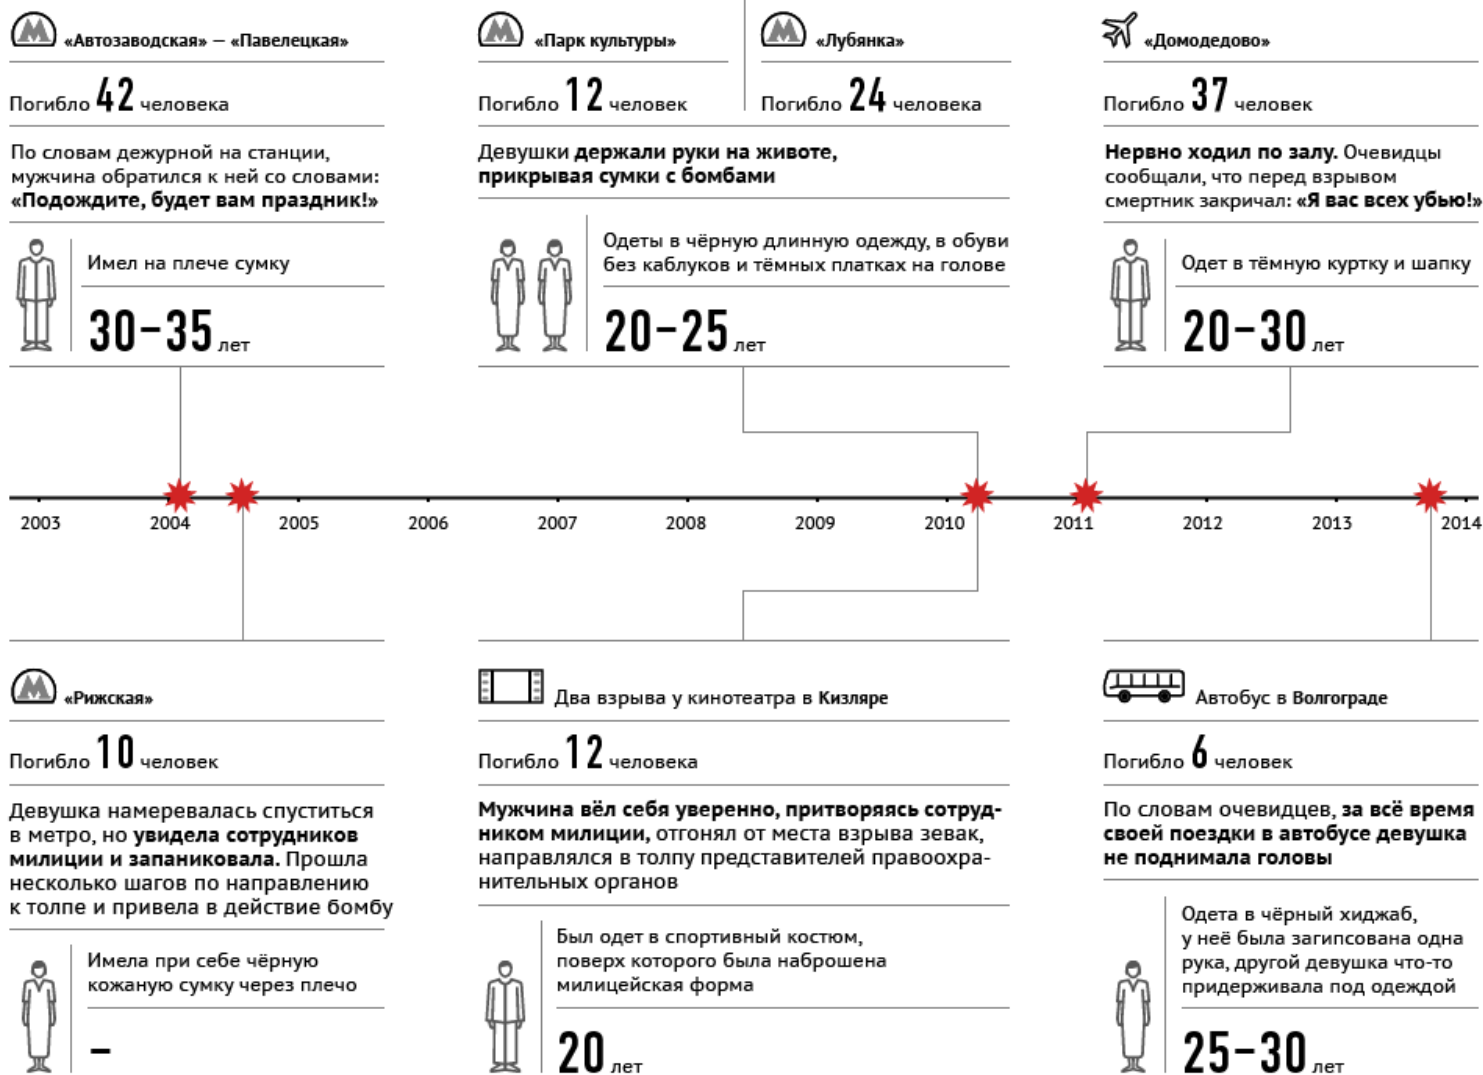 «Автозаводская» – «Павелецкая»
Погибло 42 человека
По словам дежурной на станции,
мужчина обратился к ней со словами:
«Подождите, будет вам праздник!»
Имел на плече сумку
30–35 лет
«Парк культуры»
Погибло 12 человек
«Лубянка»
Погибло 24 человека
Девушки держали руки на животе,
прикрывая сумки с бомбами
Одеты в чёрную длинную одежду, в обуви
без каблуков и тёмных платках на голове
20–25 лет
«Домодедово»
Погибло 37 человек
Нервно ходил по залу. Очевидцы
сообщали, что перед взрывом
смертник закричал: «Я вас всех убью!»
Одет в тёмную куртку и шапку
20–30 лет
2003 2004 2005 2006 2007 2008 2009 2010 2011 2012 2013 2014
«Рижская»
Погибло 10 человек
Девушка намеревалась спуститься
в метро, но увидела сотрудников
милиции и запаниковала. Прошла
несколько шагов по направлению
к толпе и привела в действие бомбу
Имела при себе чёрную
кожаную сумку через плечо
–
Два взрыва у кинотеатра в Кизляре
Погибло 12 человека
Мужчина вёл себя уверенно, притворяясь сотруд-
ником милиции, отгонял от места взрыва зевак,
направлялся в толпу представителей правоохра-
нительных органов
Был одет в спортивный костюм,
поверх которого была наброшена
милицейская форма
20 лет
Автобус в Волгограде
Погибло 6 человек
По словам очевидцев, за всё время
своей поездки в автобусе девушка
не поднимала головы
Одета в чёрный хиджаб,
у неё была загипсована одна
рука, другой девушка что-то
придерживала под одеждой
25–30 лет